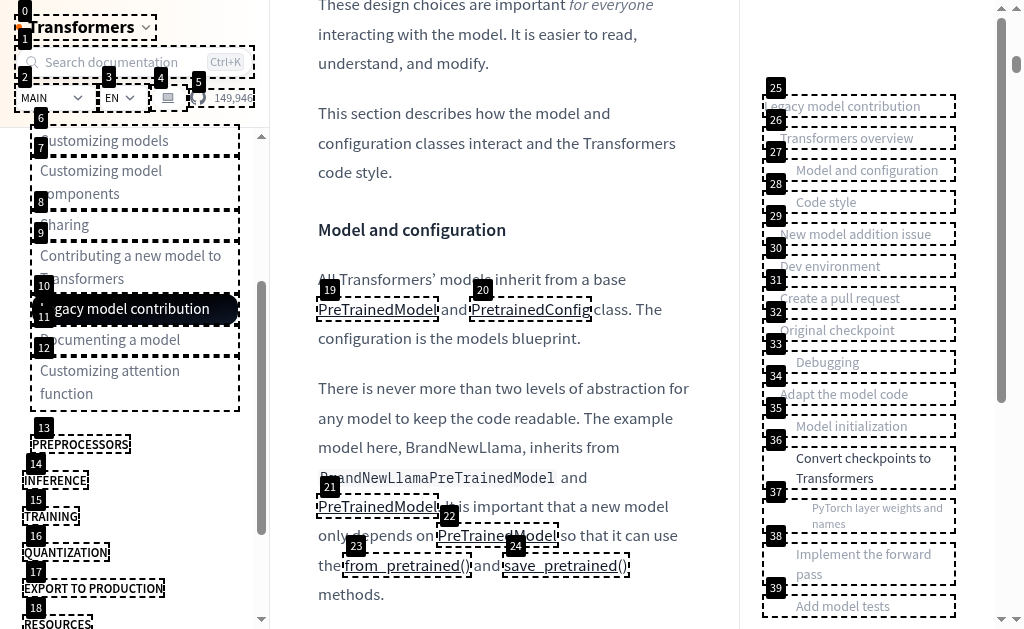 0
Transformers
1
Search documentation Ctrl+K
2 3 4 5
MAIN EN 149,946
6
Customizing models
7
Customizing model
components
8
Sharing
9
Contributing a new model to
Transformers
10
Legacy model contribution
11
Documenting a model
12
Customizing attention
function
13
PREPROCESSORS
14
INFERENCE
15
TRAINING
16
QUANTIZATION
17
EXPORT TO PRODUCTION
18
RESOURCES
These design choices are important for everyone
interacting with the model. It is easier to read,
understand, and modify.
This section describes how the model and
configuration classes interact and the Transformers
code style.
Model and configuration
All Transformers’ models inherit from a base
19 20
PreTrainedModel and PretrainedConfig class. The
configuration is the models blueprint.
There is never more than two levels of abstraction for
any model to keep the code readable. The example
model here, BrandNewLlama, inherits from
BrandNewLlamaPreTrainedModel and
21
PreTrainedModel. It is important that a new model
22
only depends on PreTrainedModel so that it can use
23 24
the from_pretrained() and save_pretrained()
methods.
25
Legacy model contribution
26
Transformers overview
27
Model and configuration
28
Code style
29
New model addition issue
30
Dev environment
31
Create a pull request
32
Original checkpoint
33
Debugging
34
Adapt the model code
35
Model initialization
36
Convert checkpoints to
Transformers
37
PyTorch layer weights and
names
38
Implement the forward
pass
39
Add model tests